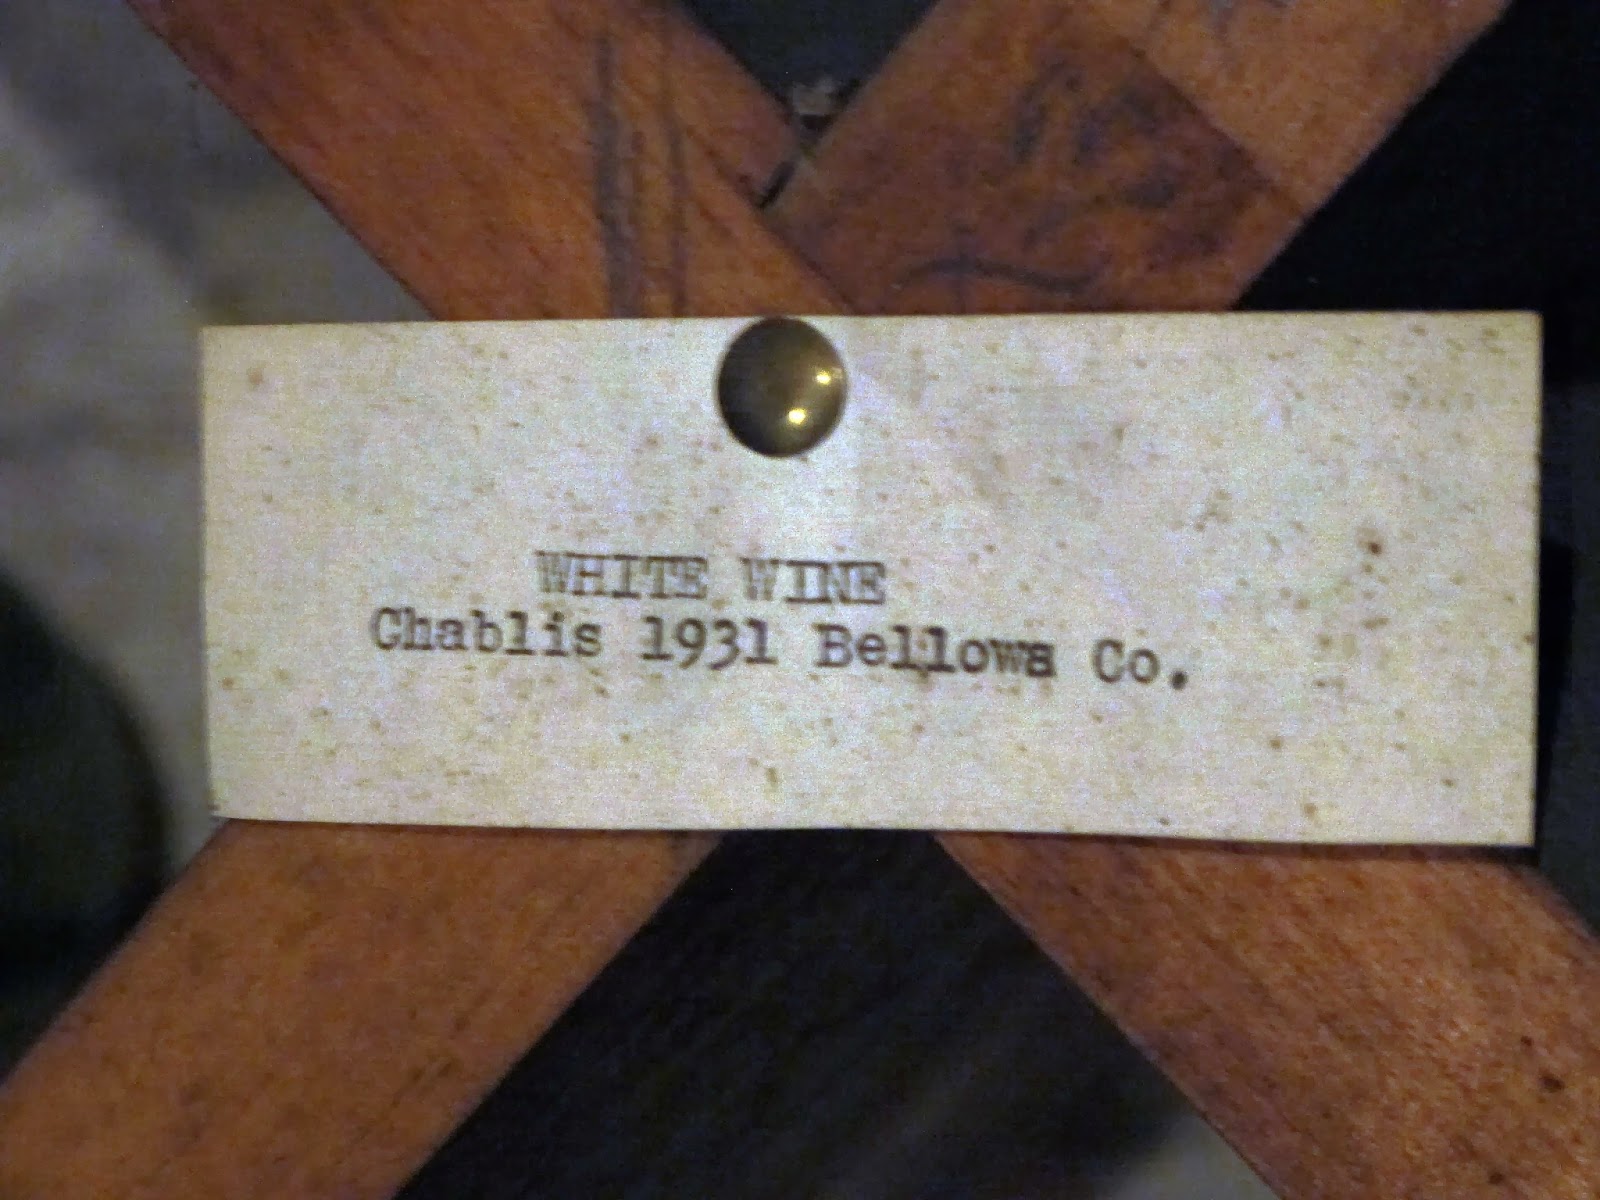 WHITE WINE
Chablis 1931 Bellows Co.